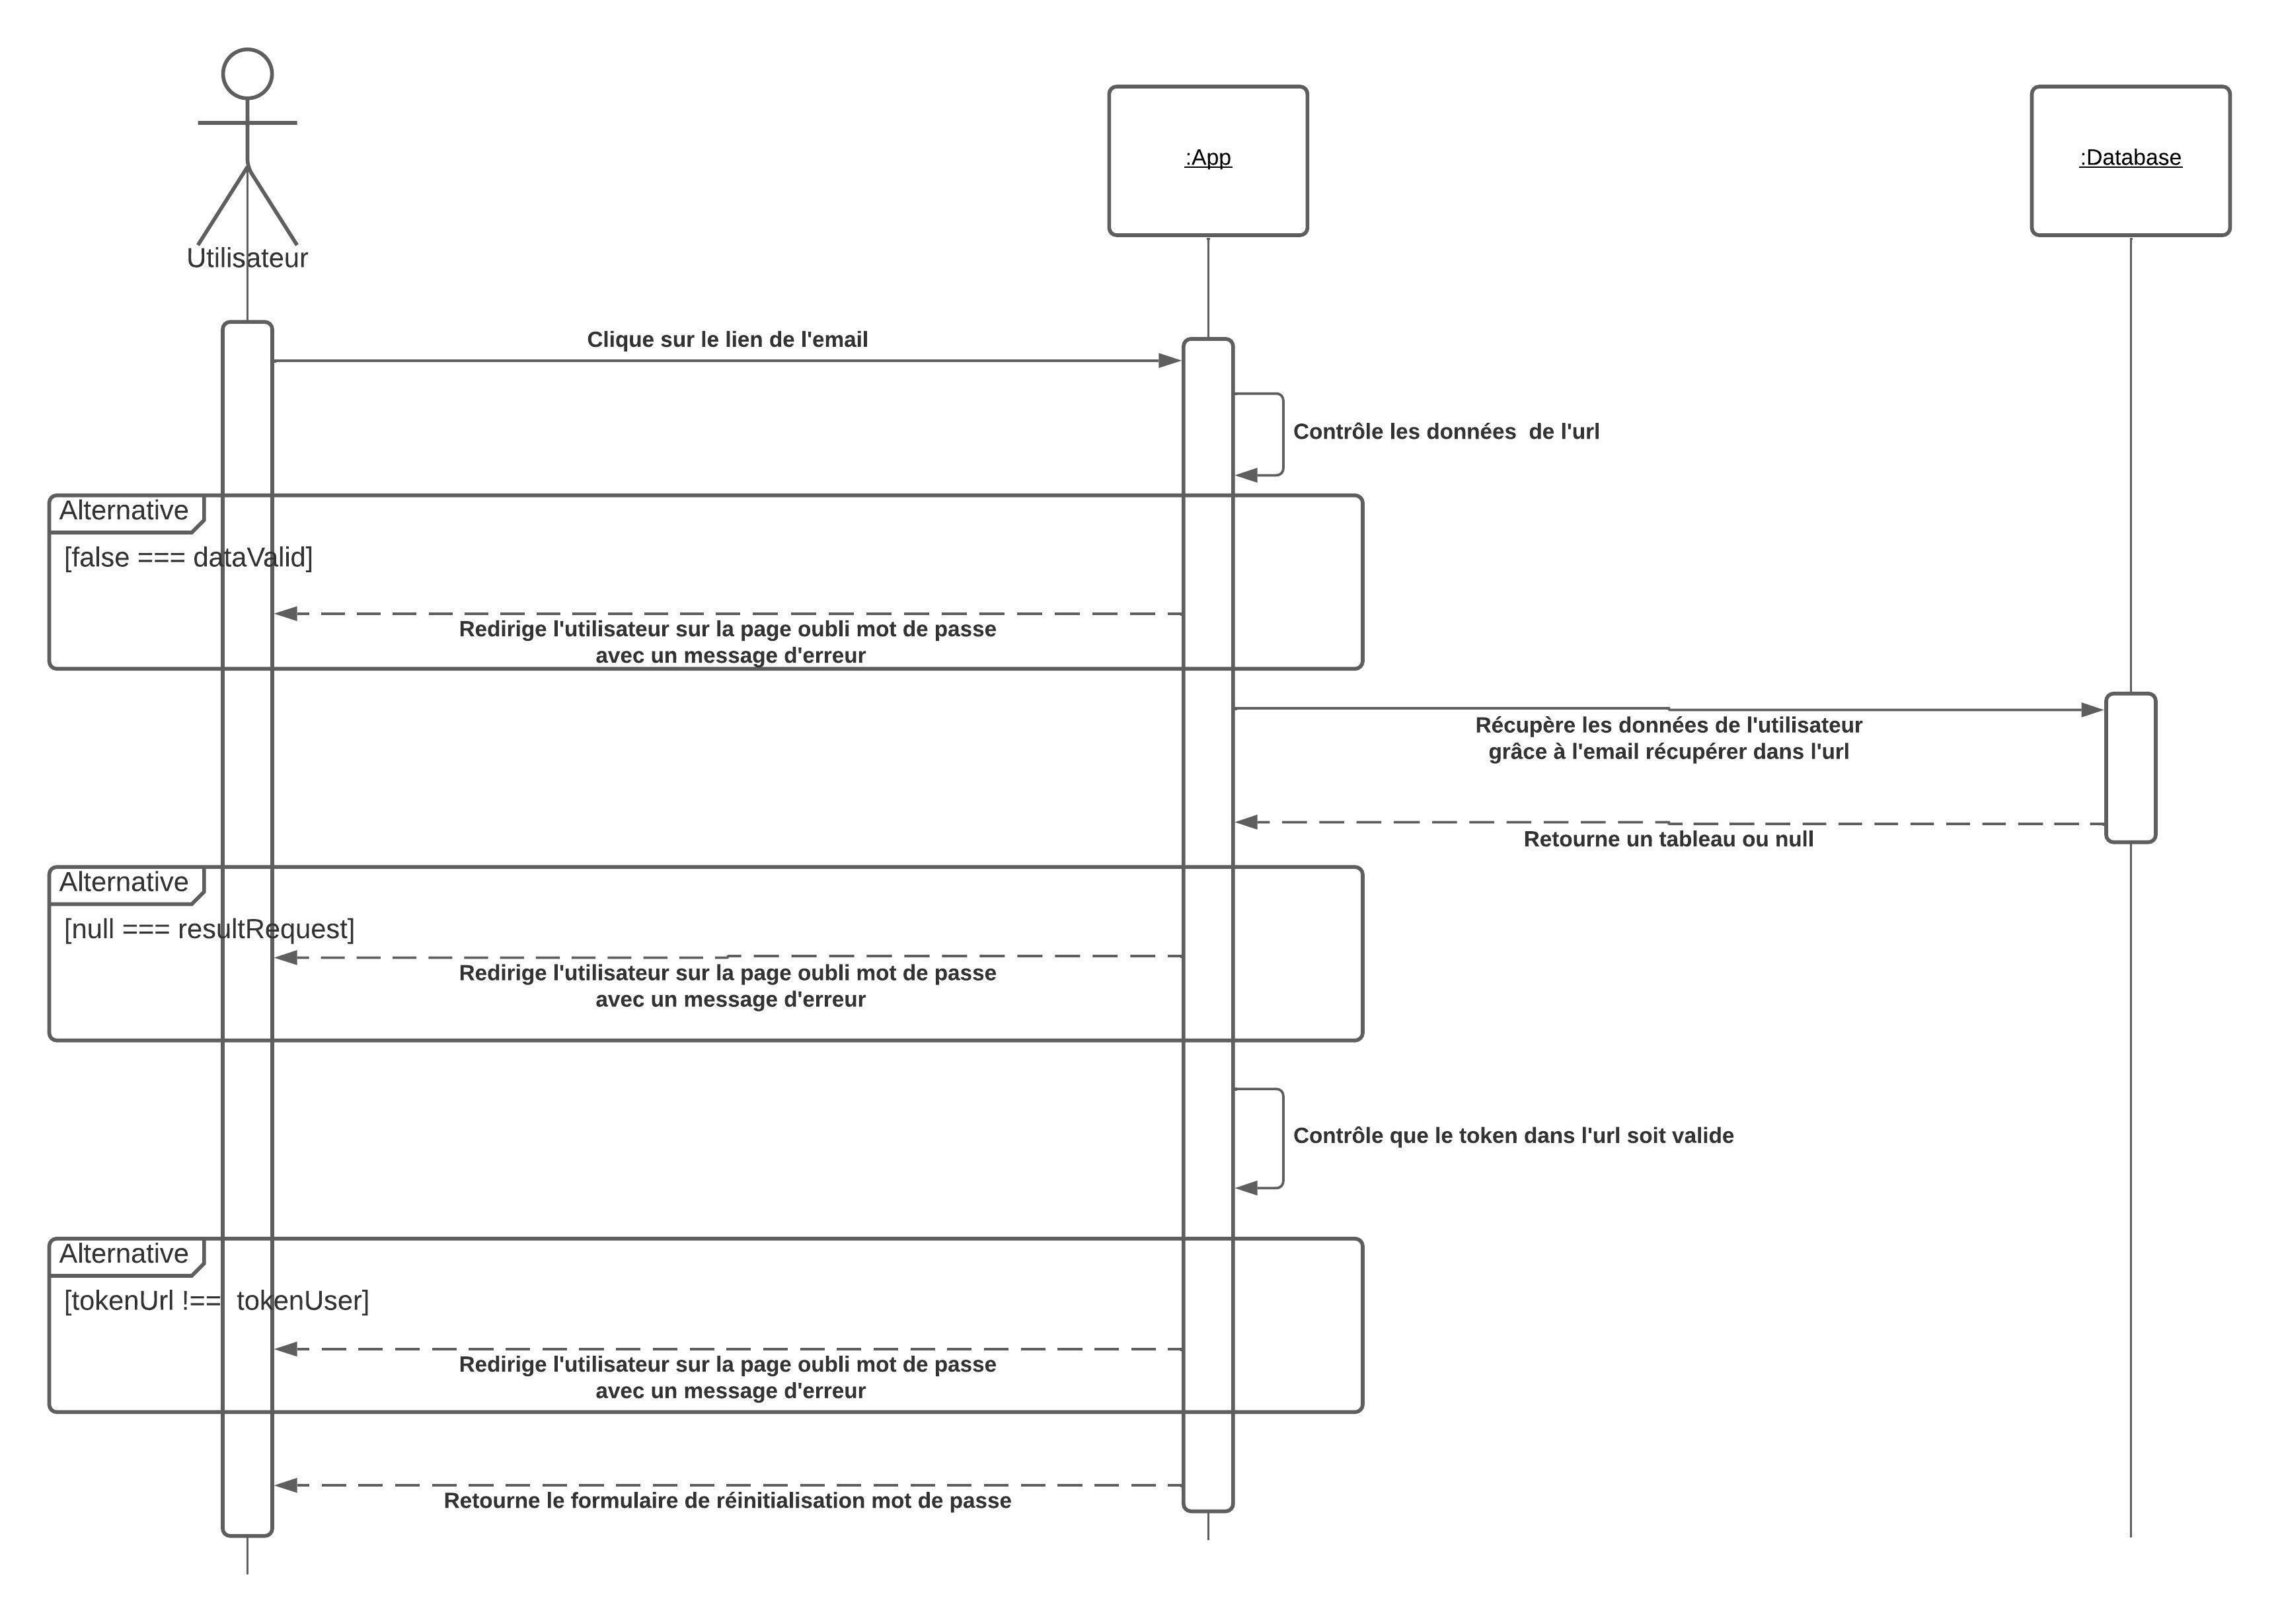 :App
:Database
Utilisateur
Clique sur le lien de l'email
Contrôle les données  de l'url
Alternative
[false === dataValid]
Redirige l'utilisateur sur la page oubli mot de passe
avec un message d'erreur
Récupère les données de l'utilisateur
grâce à l'email récupérer dans l'url
Retourne un tableau ou null
Alternative
[null === resultRequest]
Redirige l'utilisateur sur la page oubli mot de passe
avec un message d'erreur
Contrôle que le token dans l'url soit valide
Alternative
[tokenUrl !==  tokenUser]
Redirige l'utilisateur sur la page oubli mot de passe
avec un message d'erreur
Retourne le formulaire de réinitialisation mot de passe